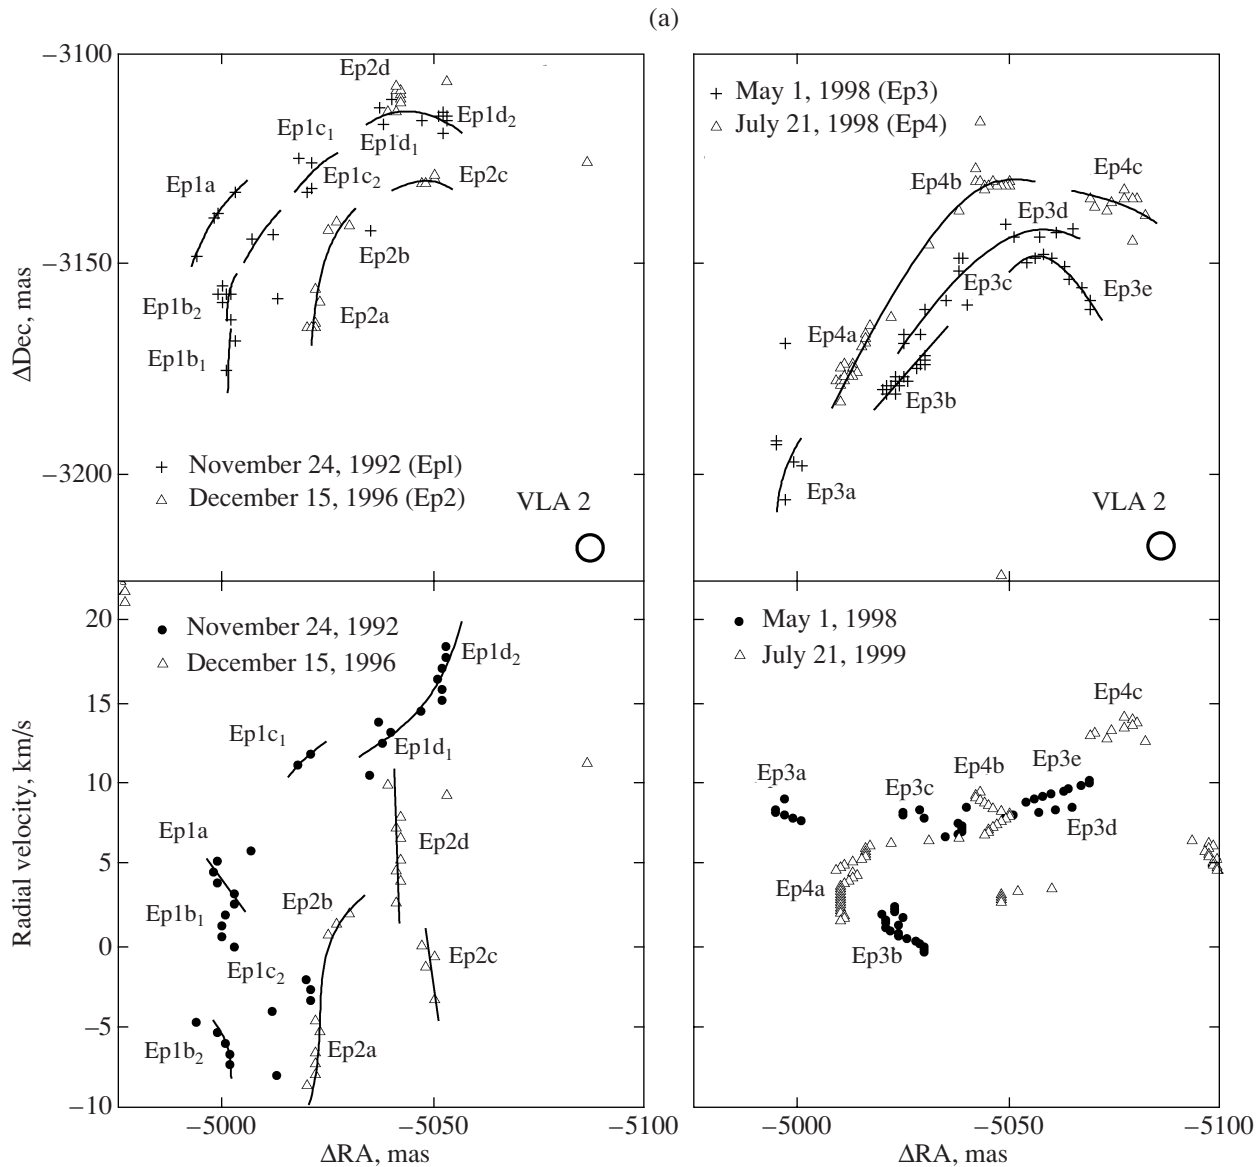 (a)
−3100
−3150
−3200
ΔDec, mas
Ep2d
Ep1d2
Ep1c1
Ep1d1
Ep1a
Ep1c2
Ep2c
Ep2b
Ep1b2
Ep2a
Ep1b1
November 24, 1992 (Epl)
December 15, 1996 (Ep2)
VLA 2
May 1, 1998 (Ep3)
July 21, 1998 (Ep4)
Ep4c
Ep4b
Ep3d
Ep3c
Ep3e
Ep4a
Ep3b
Ep3a
VLA 2
20
15
10
5
0
−5
−10
Radial velocity, km/s
November 24, 1992
December 15, 1996
Ep1d2
Ep1c1
Ep1d1
Ep1a
Ep2d
Ep2b
Ep1b1
Ep1c2
Ep2c
Ep1b2
Ep2a
−5000
−5050
−5100
ΔRA, mas
May 1, 1998
July 21, 1999
Ep4c
Ep3a
Ep3c
Ep4b
Ep3e
Ep3d
Ep4a
Ep3b
−5000
−5050
−5100
ΔRA, mas